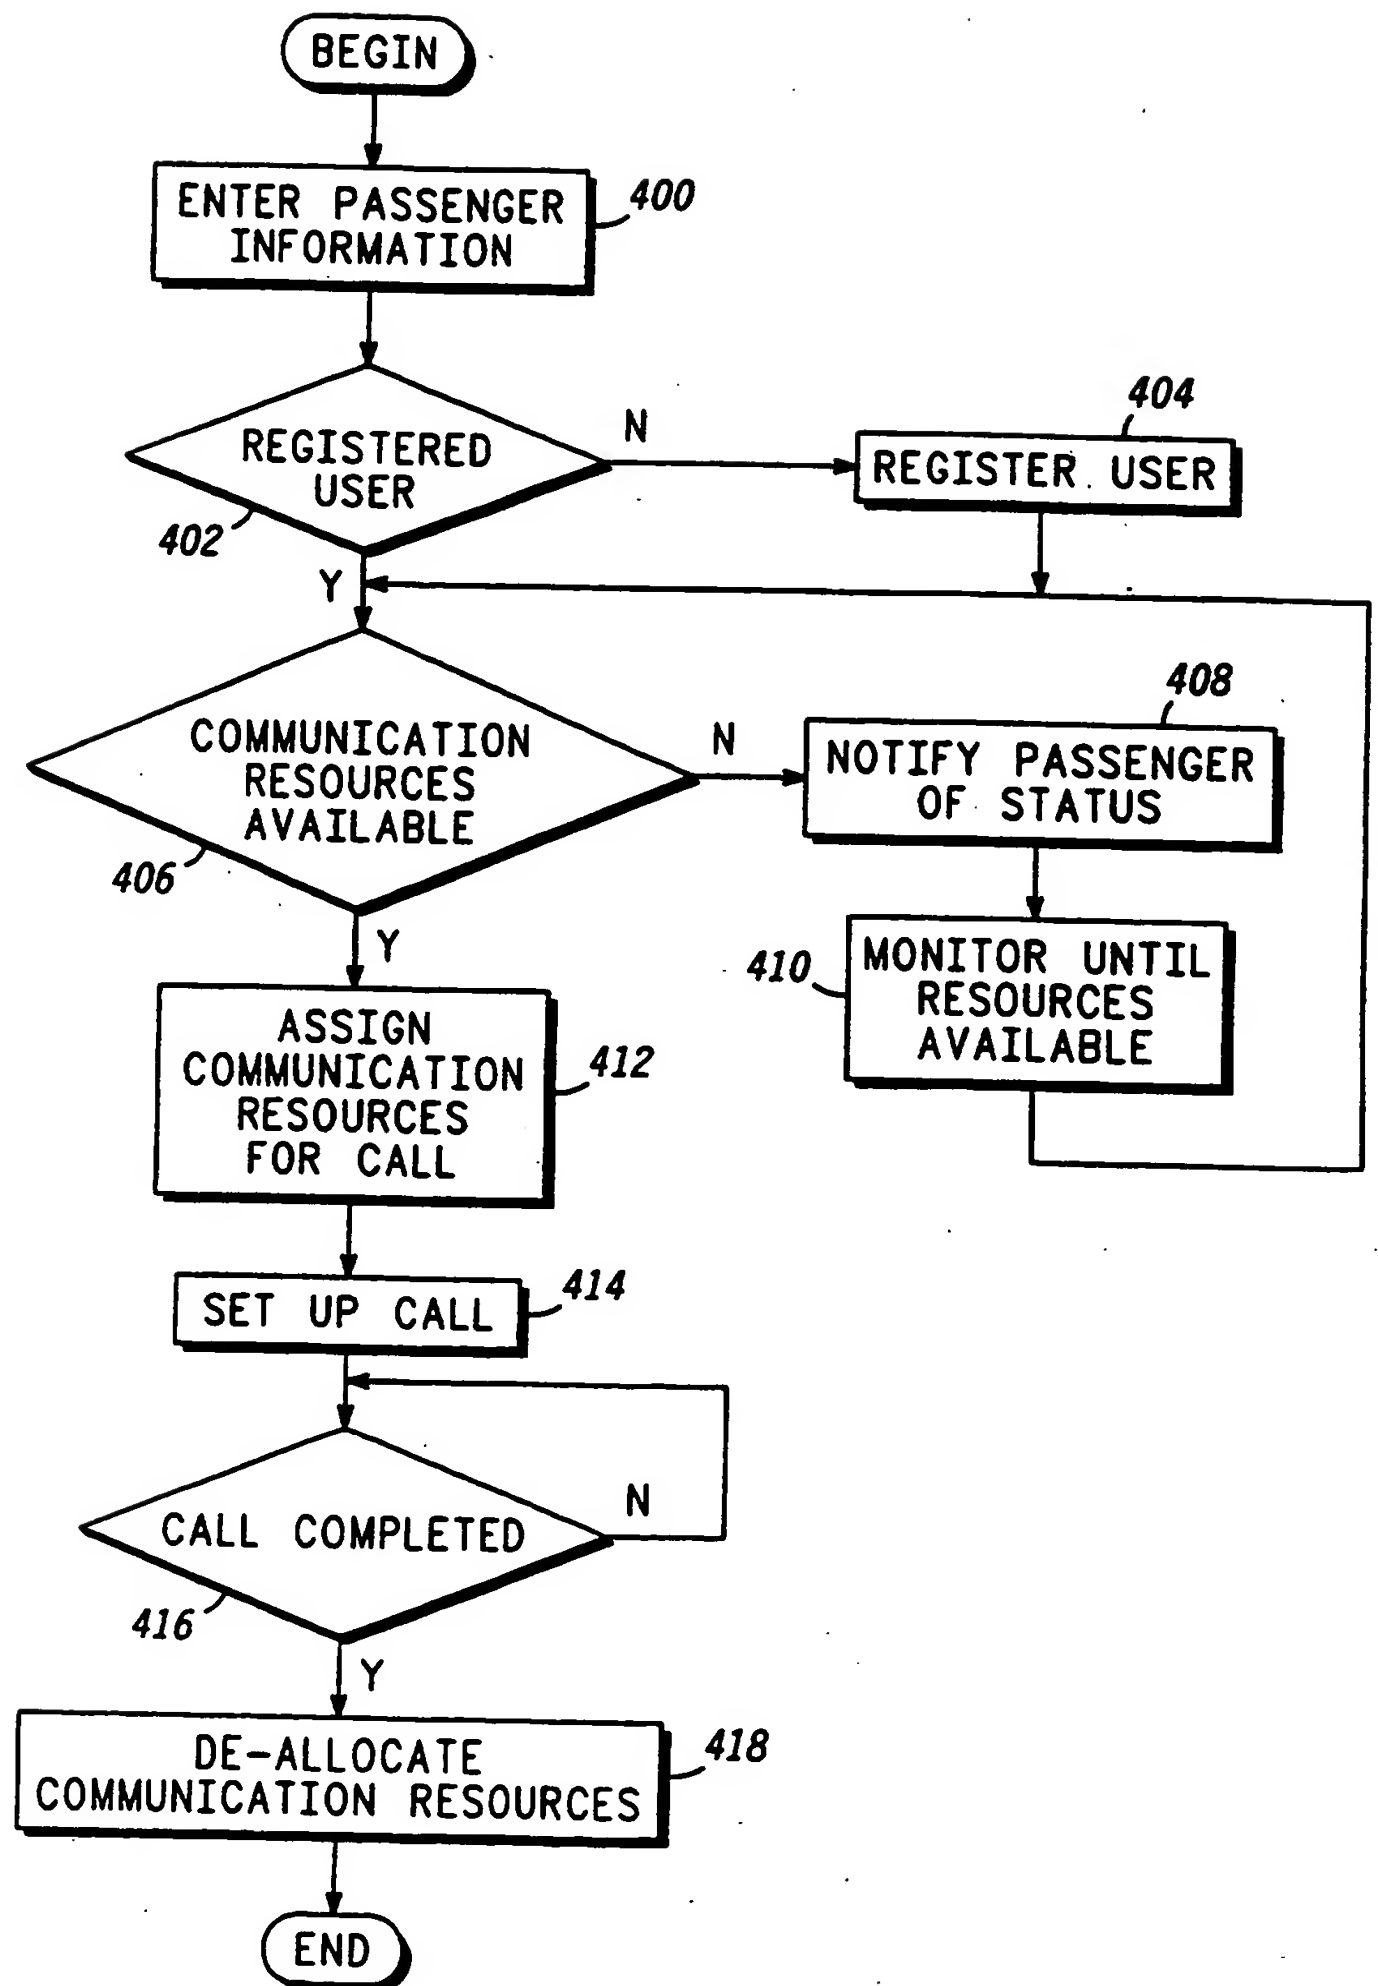 BEGIN
ENTER PASSENGER
INFORMATION
400
REGISTERED
USER
402
N
Y
404
REGISTER USER
COMMUNICATION
RESOURCES
AVAILABLE
406
N
Y
408
NOTIFY PASSENGER
OF STATUS
410
MONITOR UNTIL
RESOURCES
AVAILABLE
ASSIGN
COMMUNICATION
RESOURCES
FOR CALL
412
SET UP CALL
414
CALL COMPLETED
416
N
Y
DE-ALLOCATE
COMMUNICATION RESOURCES
418
END